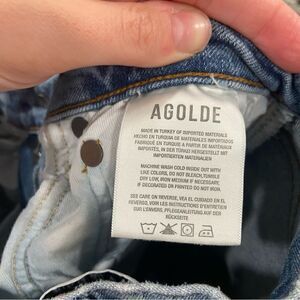 AGOLDE
MADE IN TURKEY OF IMPORTED MATERIALS
HECHO EN TURQUIA DE MATERIALES IMPORTADOS
FABRIQUÉ EN TURQUIE A PARTIR DE MATERIAUX
IMPORTÉS, IN DER TÜRKEI HERGESTELLT MIT
IMPORTIERTEN MATERIALIEN
MACHINE WASH COLD INSIDE OUT WITH
LIKE COLORS, DO NOT BLEACH, TUMBLE
DRY LOW, IRON MEDIUM IF NECESSARY,
IF DECORATED OR PRINTED DO NOT IRON.
SEE CARE ON REVERSE, VEA EL CUIDADO EN EL
REVERSO, VOIR LES INSTRUCTIONS D'ENTRETIEN
SUR L'ENVERS, PFLEGEANLEITUNG AUF DER
RÜCKSEITE